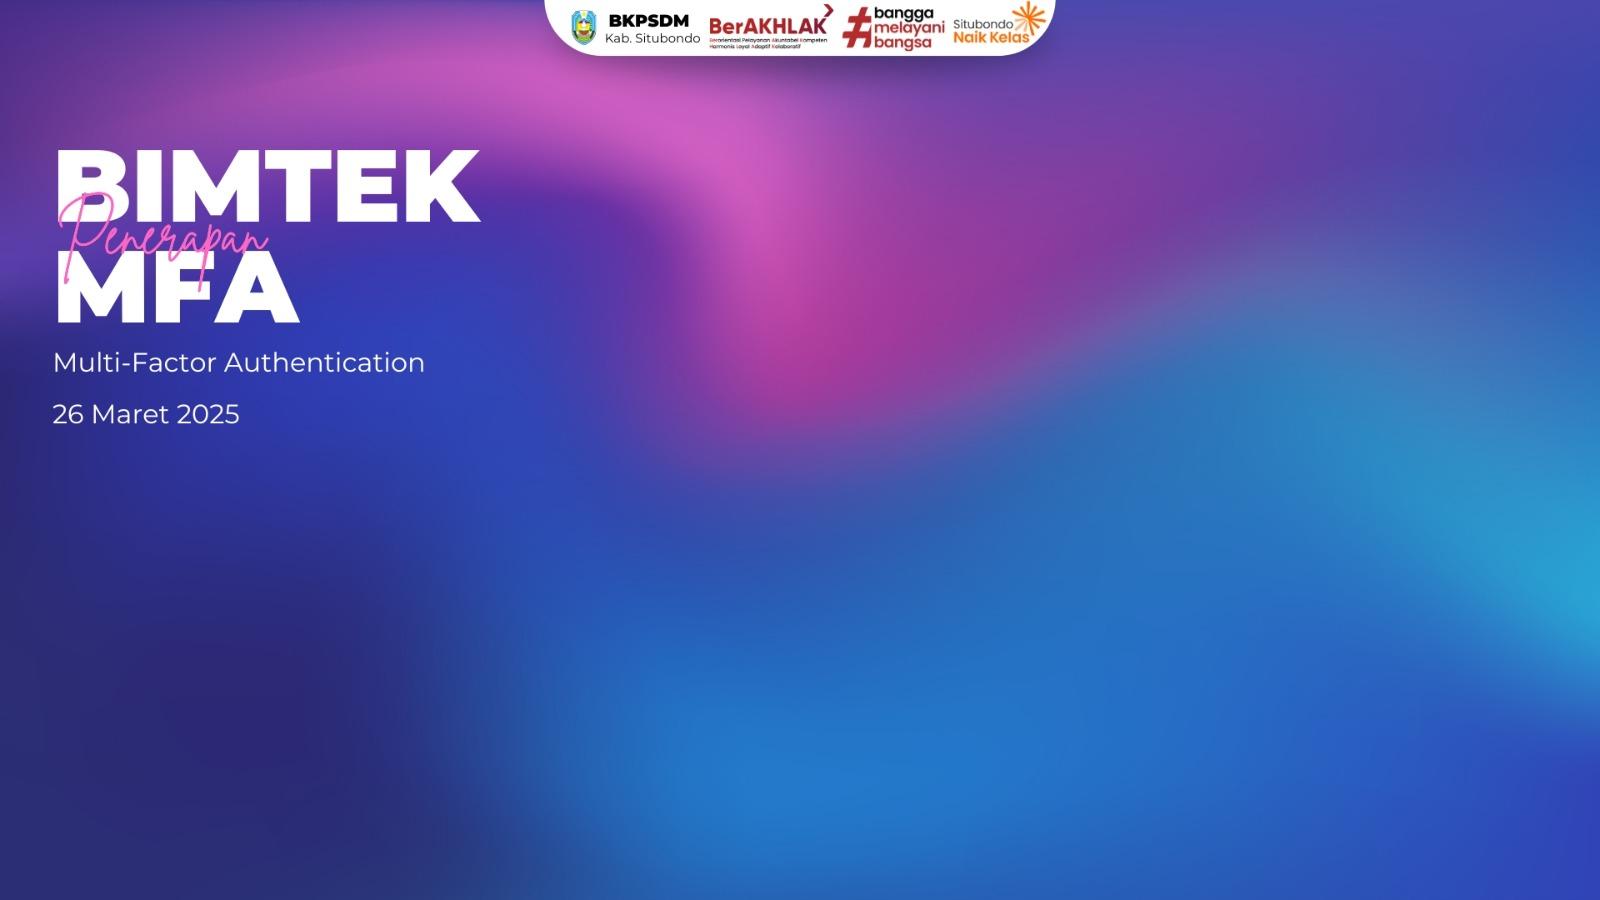 BKPSDM
Kab. Situbondo
BerAKHLAK
Berorientasi Pelayanan Akuntabel Kompeten
Harmonis Loyal Adaptif Kolaboratif
#bangga
melayani
bangsa
Situbondo
Naik Kelas
BIMTEK
Penerapan
MFA
Multi-Factor Authentication
26 Maret 2025